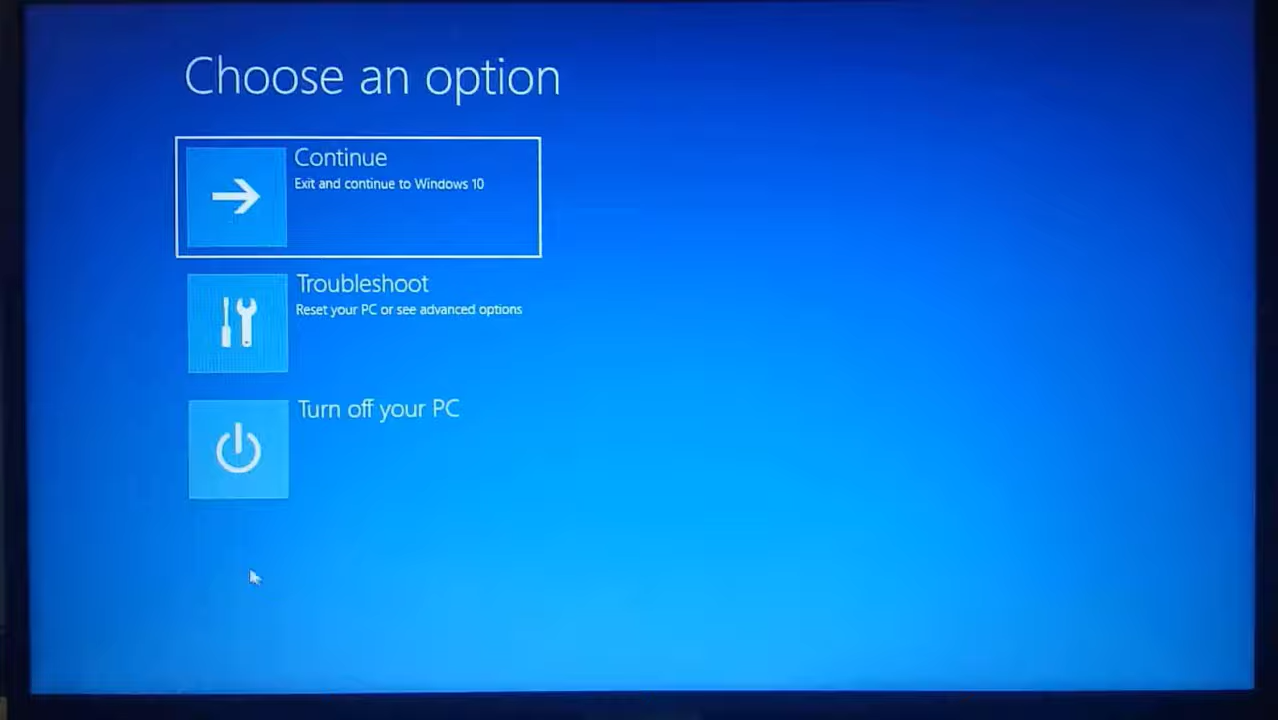 Choose an option
Continue
Exit and continue to Windows 10
Troubleshoot
Reset your PC or see advanced options
Turn off your PC